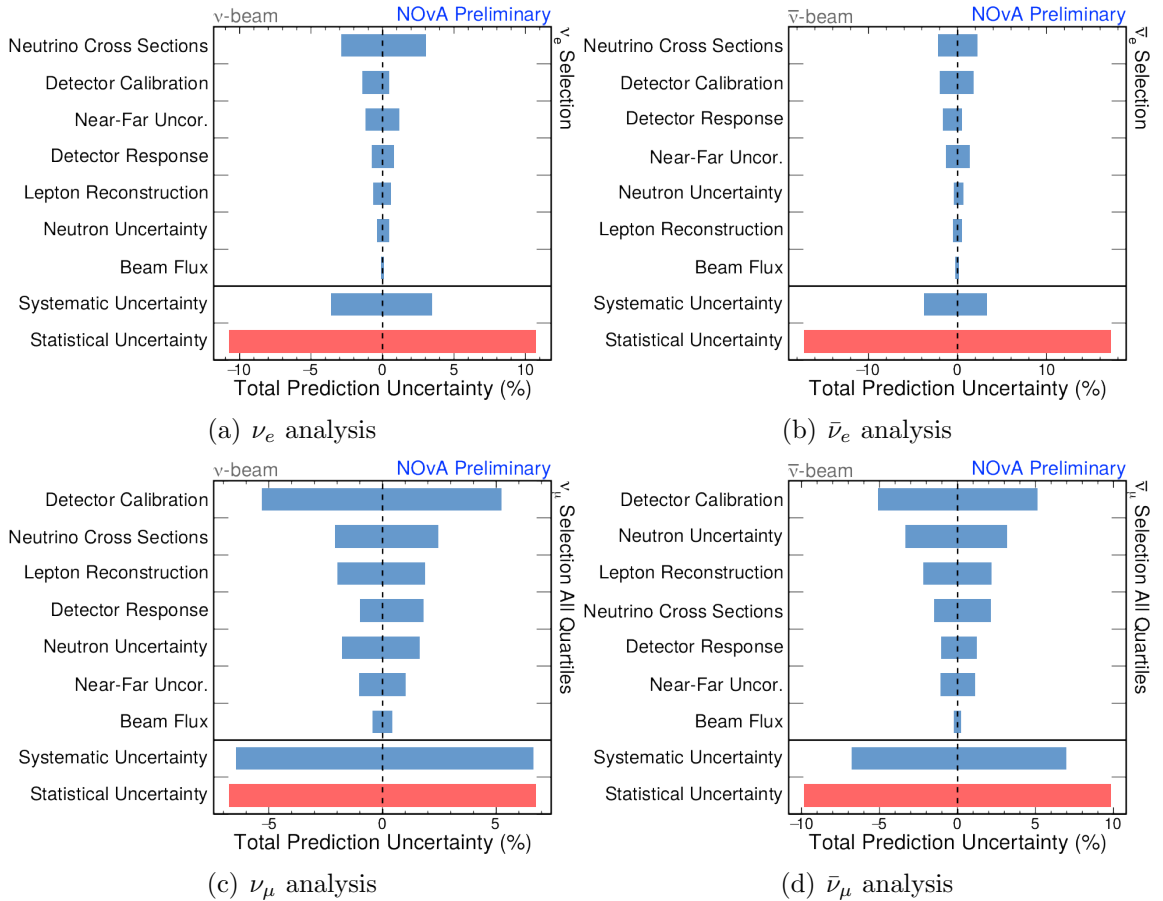 ν-beam NOνA Preliminary
Neutrino Cross Sections
Detector Calibration
Near-Far Uncor.
Detector Response
Lepton Reconstruction
Neutron Uncertainty
Beam Flux
Systematic Uncertainty
Statistical Uncertainty
−10 −5 0 5 10
Total Prediction Uncertainty (%)
νe Selection
(a) νe analysis
ν̄-beam NOνA Preliminary
Neutrino Cross Sections
Detector Calibration
Detector Response
Near-Far Uncor.
Neutron Uncertainty
Lepton Reconstruction
Beam Flux
Systematic Uncertainty
Statistical Uncertainty
−10 0 10
Total Prediction Uncertainty (%)
ν̄e Selection
(b) ν̄e analysis
ν-beam NOνA Preliminary
Detector Calibration
Neutrino Cross Sections
Lepton Reconstruction
Detector Response
Neutron Uncertainty
Near-Far Uncor.
Beam Flux
Systematic Uncertainty
Statistical Uncertainty
−5 0 5
Total Prediction Uncertainty (%)
νμ Selection All Quartiles
(c) νμ analysis
ν̄-beam NOνA Preliminary
Detector Calibration
Neutron Uncertainty
Lepton Reconstruction
Neutrino Cross Sections
Detector Response
Near-Far Uncor.
Beam Flux
Systematic Uncertainty
Statistical Uncertainty
−10 −5 0 5 10
Total Prediction Uncertainty (%)
ν̄μ Selection All Quartiles
(d) ν̄μ analysis